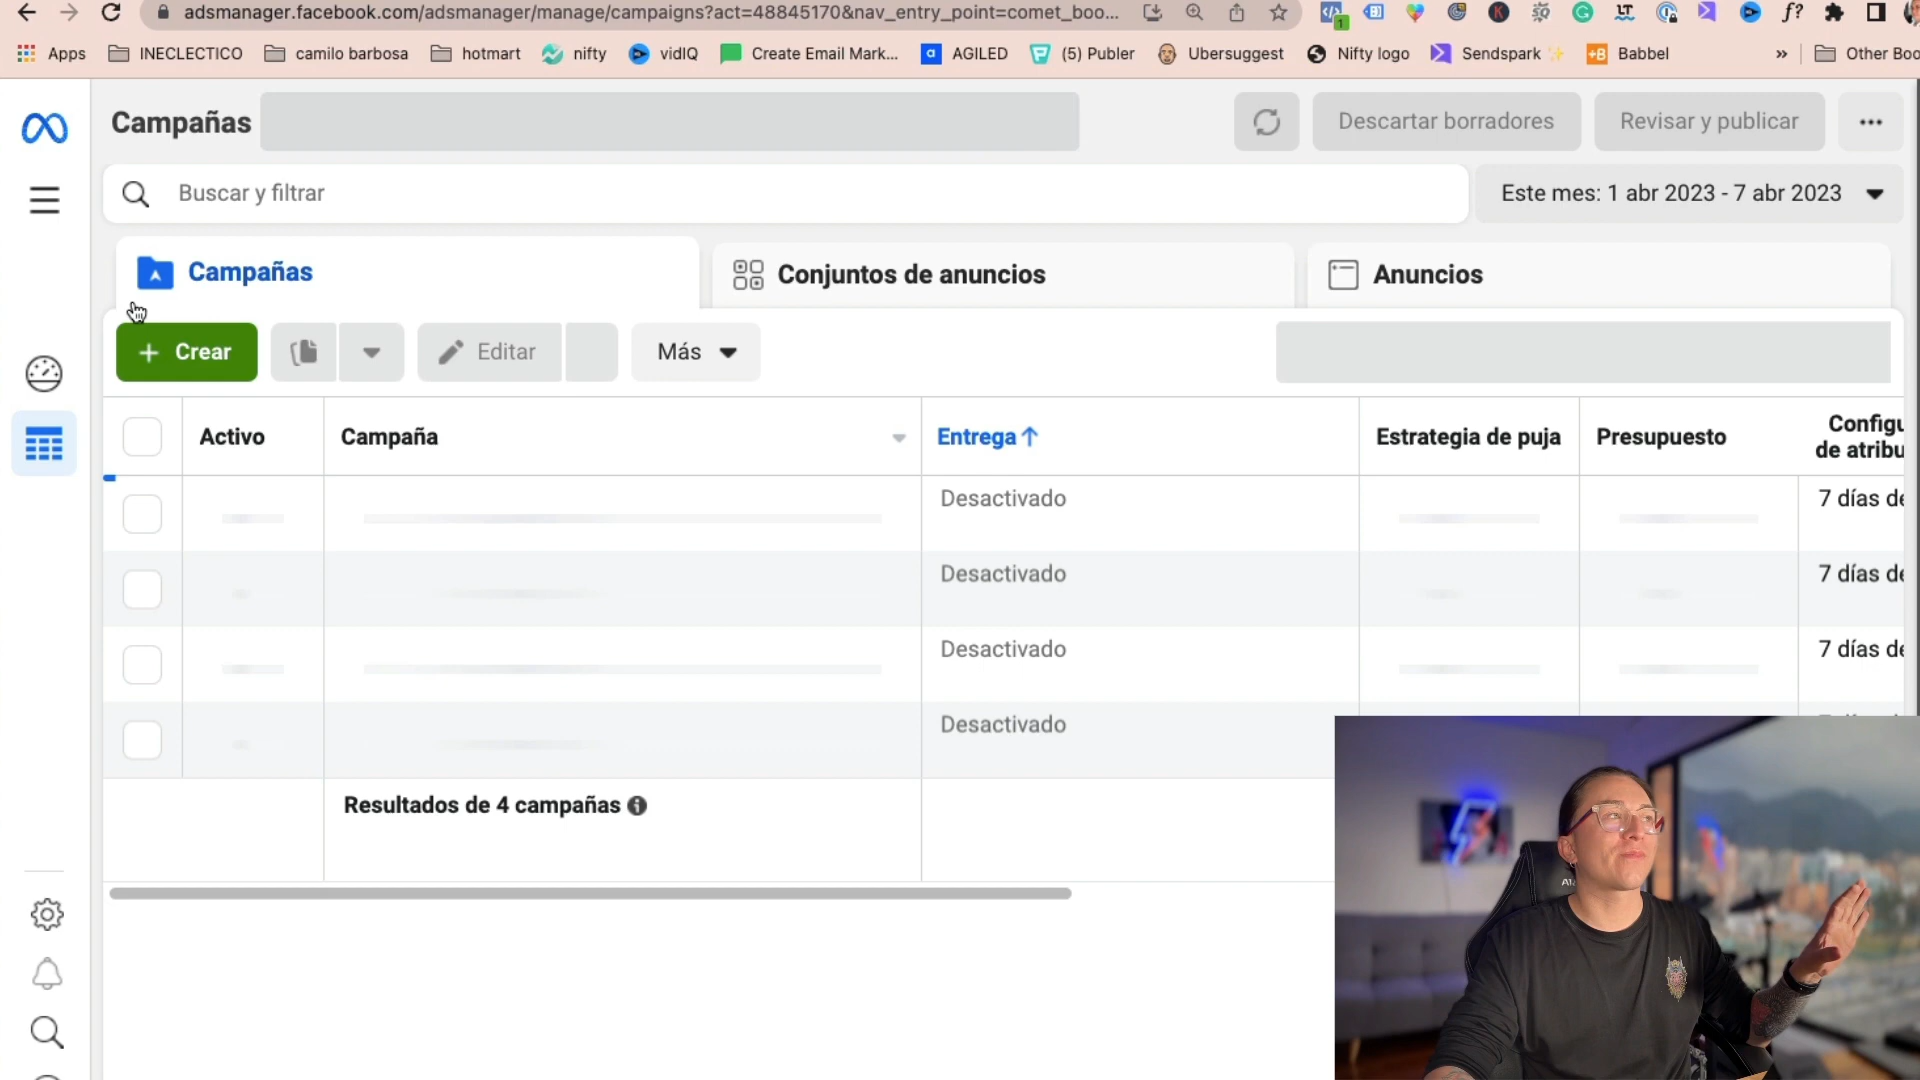 adsmanager.facebook.com/adsmanager/manage/campaigns?act=48845170&nav_entry_point=comet_boo...
Apps INECLECTICO camilo barbosa hotmart nifty vidIQ Create Email Mark... AGILED (5) Publer Ubersuggest Nifty logo Sendspark Babbel » Other Boo
Campañas
Descartar borradores
Revisar y publicar
Buscar y filtrar
Este mes: 1 abr 2023 - 7 abr 2023
Campañas
Conjuntos de anuncios
Anuncios
+ Crear
Editar
Más
Activo
Campaña
Entrega↑
Estrategia de puja
Presupuesto
Configu
de atribu
Desactivado
7 días de
Desactivado
7 días de
Desactivado
7 días de
Desactivado
Resultados de 4 campañas